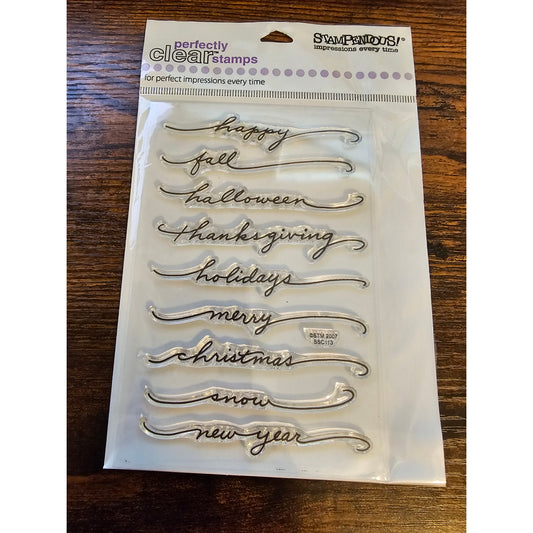 perfectly
clear™ stamps
for perfect impressions every time
STAMPENDOUS!®
impressions every time
happy
fall
halloween
thanksgiving
holidays
merry
©STM 2007
SSC113
christmas
snow
new year